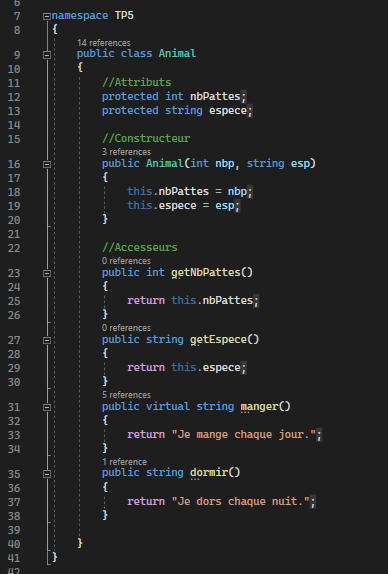 6
7 namespace TP5
8 {
14 references
9 public class Animal
10 {
11 //Attributs
12 protected int nbPattes;
13 protected string espece;
14
15 //Constructeur
3 references
16 public Animal(int nbp, string esp)
17 {
18 this.nbPattes = nbp;
19 this.espece = esp;
20 }
21
22 //Accesseurs
0 references
23 public int getNbPattes()
24 {
25 return this.nbPattes;
26 }
0 references
27 public string getEspece()
28 {
29 return this.espece;
30 }
5 references
31 public virtual string manger()
32 {
33 return "Je mange chaque jour.";
34 }
1 reference
35 public string dormir()
36 {
37 return "Je dors chaque nuit.";
38 }
39
40 }
41 }
42